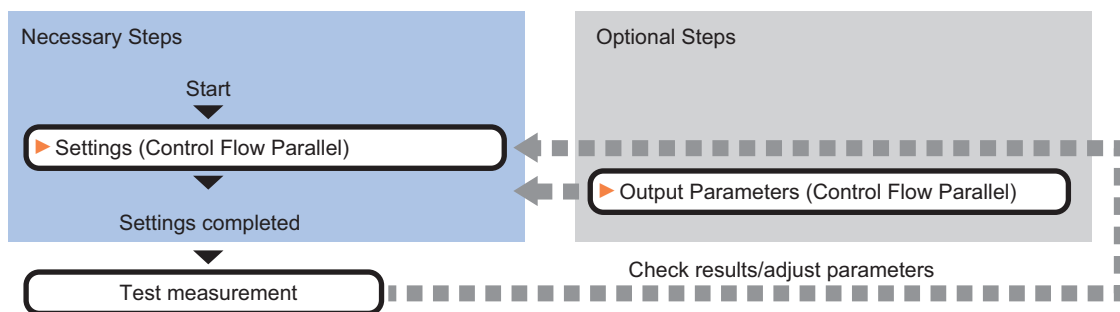 Necessary Steps
Start
Settings (Control Flow Parallel)
Settings completed
Test measurement
Optional Steps
Output Parameters (Control Flow Parallel)
Check results/adjust parameters